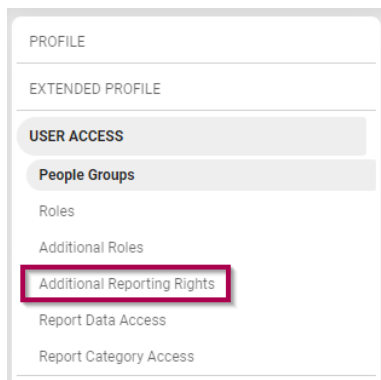 PROFILE
EXTENDED PROFILE
USER ACCESS
People Groups
Roles
Additional Roles
Additional Reporting Rights
Report Data Access
Report Category Access